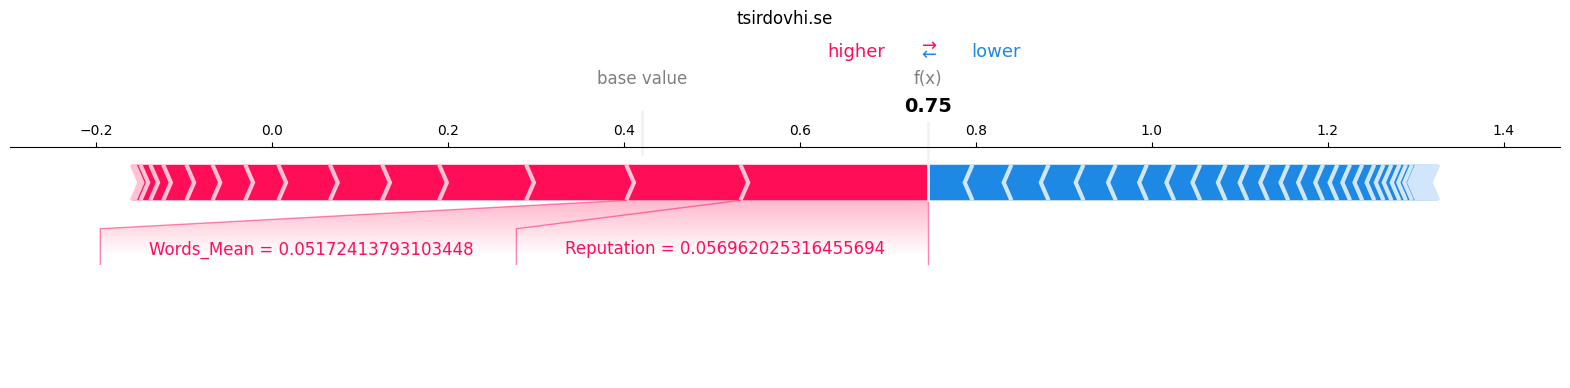 tsirdovhi.se
higher ⇄ lower
base value f(x)
0.75
−0.2 0.0 0.2 0.4 0.6 0.8 1.0 1.2 1.4
Words_Mean = 0.05172413793103448 Reputation = 0.056962025316455694